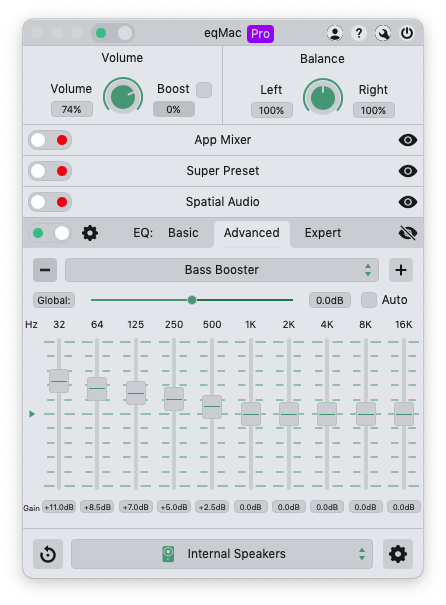 eqMac Pro
Volume Balance
Volume Boost Left Right
74% 0% 100% 100%
App Mixer
Super Preset
Spatial Audio
EQ: Basic Advanced Expert
Bass Booster
Global: 0.0dB Auto
Hz 32 64 125 250 500 1K 2K 4K 8K 16K
Gain +11.0dB +8.5dB +7.0dB +5.0dB +2.5dB 0.0dB 0.0dB 0.0dB 0.0dB 0.0dB
Internal Speakers